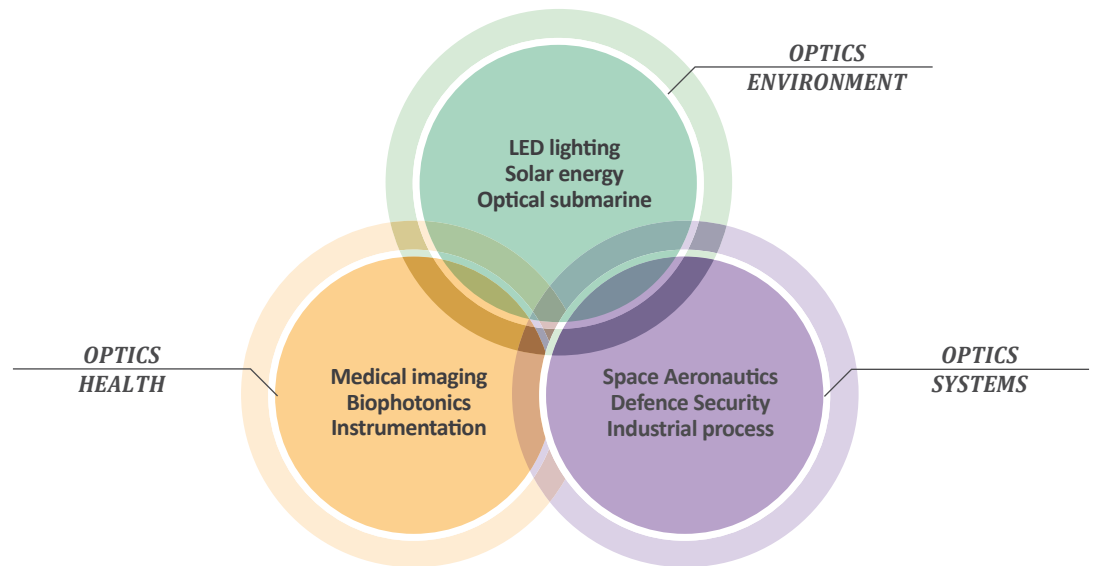 OPTICS
ENVIRONMENT
LED lighting
Solar energy
Optical submarine
OPTICS
HEALTH
Medical imaging
Biophotonics
Instrumentation
Space Aeronautics
Defence Security
Industrial process
OPTICS
SYSTEMS